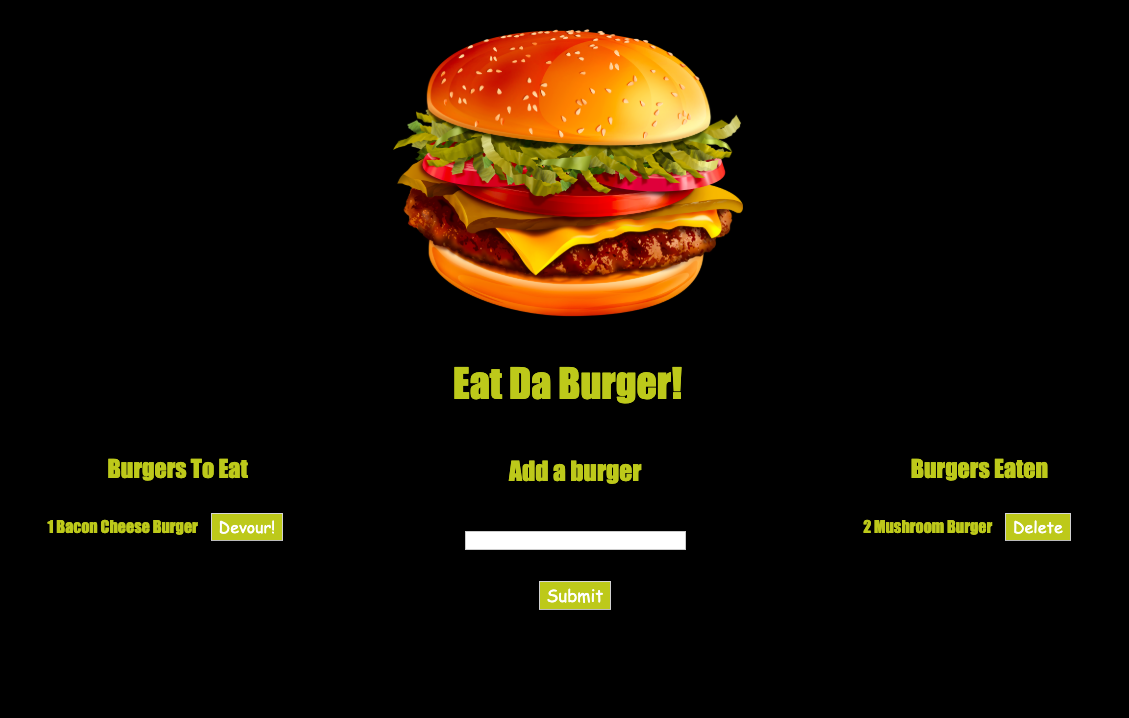 Eat Da Burger!
Burgers To Eat
1 Bacon Cheese Burger Devour!
Add a burger
Submit
Burgers Eaten
2 Mushroom Burger Delete